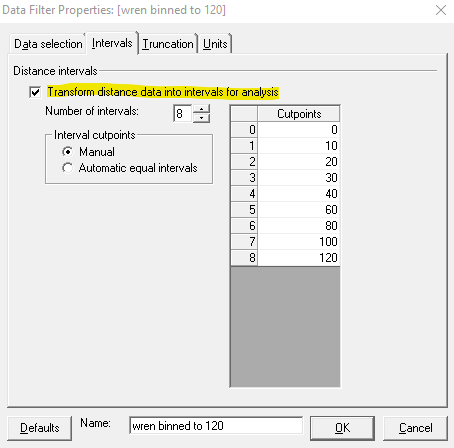 Data Filter Properties: [wren binned to 120]
Data selection Intervals Truncation Units
Distance intervals
Transform distance data into intervals for analysis
Number of intervals: 8
Interval cutpoints
Manual
Automatic equal intervals
Cutpoints
0 0
1 10
2 20
3 30
4 40
5 60
6 80
7 100
8 120
Defaults Name: wren binned to 120 OK Cancel